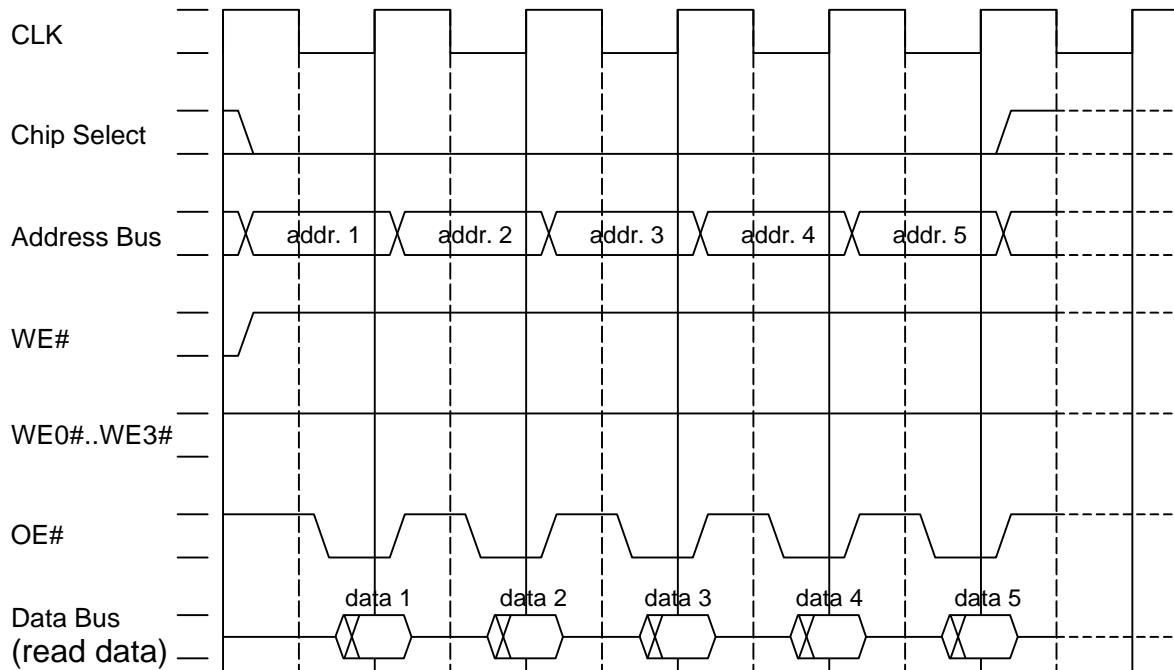 CLK
Chip Select
Address Bus
addr. 1
addr. 2
addr. 3
addr. 4
addr. 5
WE#
WE0#..WE3#
OE#
Data Bus
(read data)
data 1
data 2
data 3
data 4
data 5